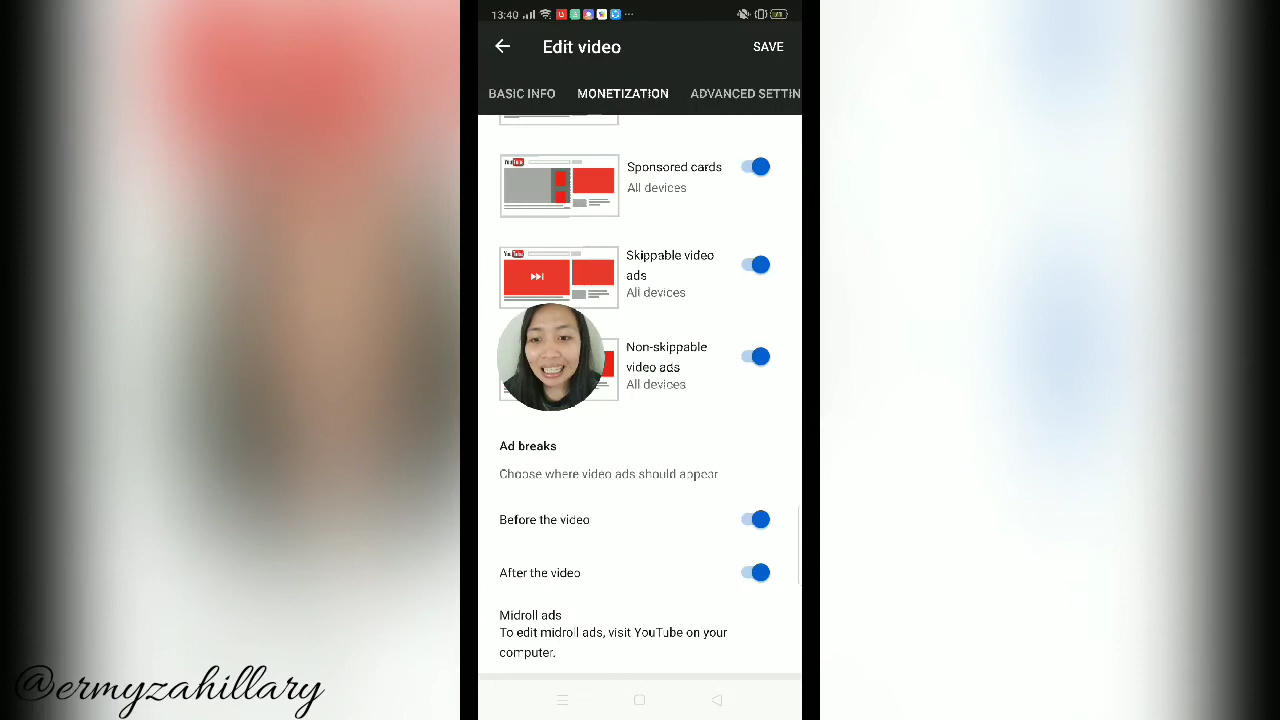 13:40
Edit video
SAVE
BASIC INFO
MONETIZATION
ADVANCED SETTIN
YouTube
Sponsored cards
All devices
YouTube
Skippable video
ads
All devices
Non-skippable
video ads
All devices
Ad breaks
Choose where video ads should appear
Before the video
After the video
Midroll ads
To edit midroll ads, visit YouTube on your
computer.
@ermyzahillary